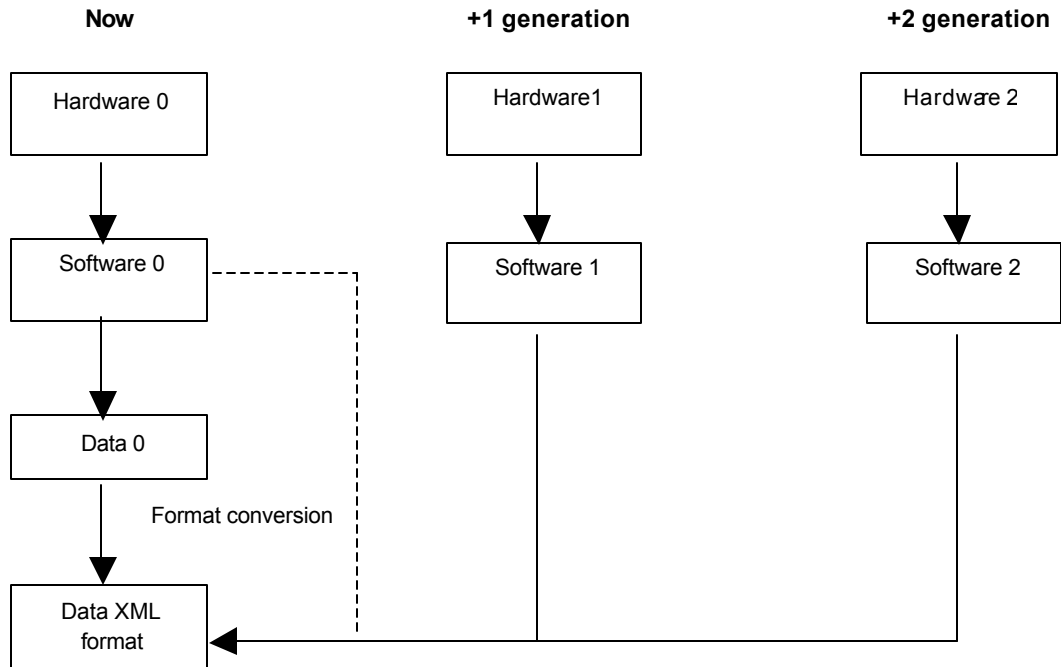 Now
+1 generation
+2 generation
Hardware 0
Hardware1
Hardware 2
Software 0
Software 1
Software 2
Data 0
Format conversion
Data XML
format